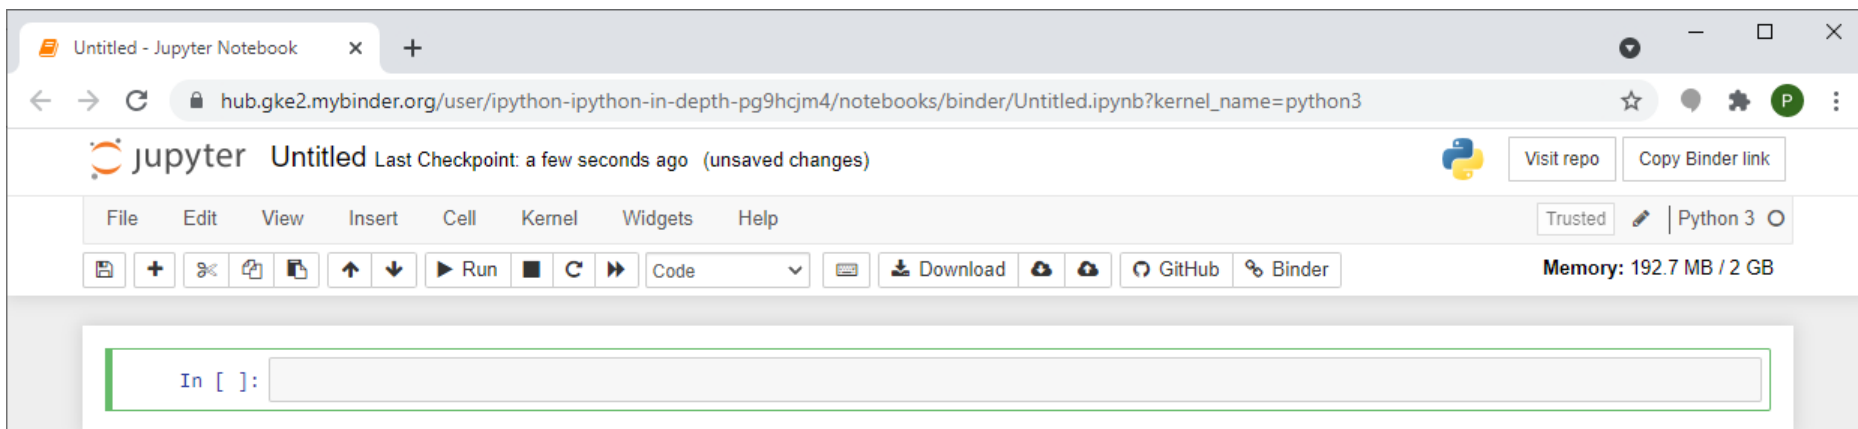 Untitled - Jupyter Notebook
hub.gke2.mybinder.org/user/ipython-ipython-in-depth-pg9hcjm4/notebooks/binder/Untitled.ipynb?kernel_name=python3 P
jupyter Untitled Last Checkpoint: a few seconds ago (unsaved changes) Visit repo Copy Binder link
File Edit View Insert Cell Kernel Widgets Help Trusted Python 3
Run Code Download GitHub Binder Memory: 192.7 MB / 2 GB
In [ ]: